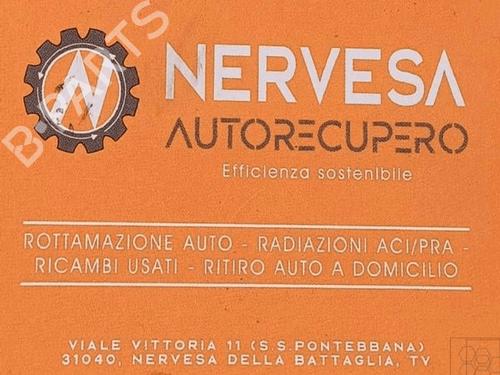 NERVESA
AUTORECUPERO
Efficienza sostenibile
ROTTAMAZIONE AUTO - RADIAZIONI ACI/PRA -
RICAMBI USATI - RITIRO AUTO A DOMICILIO
VIALE VITTORIA 11 (S.S.PONTEBBANA)
31040, NERVESA DELLA BATTAGLIA, TV
B-PARTS